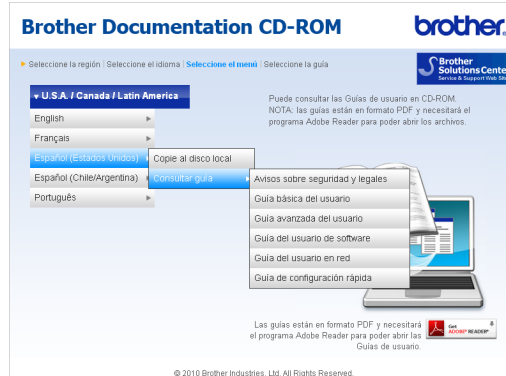 Brother Documentation CD-ROM
brother.
Seleccione la región | Seleccione el idioma | Seleccione el menú | Seleccione la guía
Brother
Solutions Center
Service & Support Web Site
U.S.A. / Canada / Latin America
Puede consultar las Guías de usuario en CD-ROM.
NOTA: las guías están en formato PDF y necesitará el
programa Adobe Reader para poder abrir los archivos.
English
Français
Español (Estados Unidos)
Copie al disco local
Español (Chile/Argentina)
Consultar guía
Avisos sobre seguridad y legales
Português
Guía básica del usuario
Guía avanzada del usuario
Guía del usuario de software
Guía del usuario en red
Guía de configuración rápida
Las guías están en formato PDF y necesitará
el programa Adobe Reader para poder abrir las
Guías de usuario.
Get
ADOBE® READER®
© 2010 Brother Industries, Ltd. All Rights Reserved.